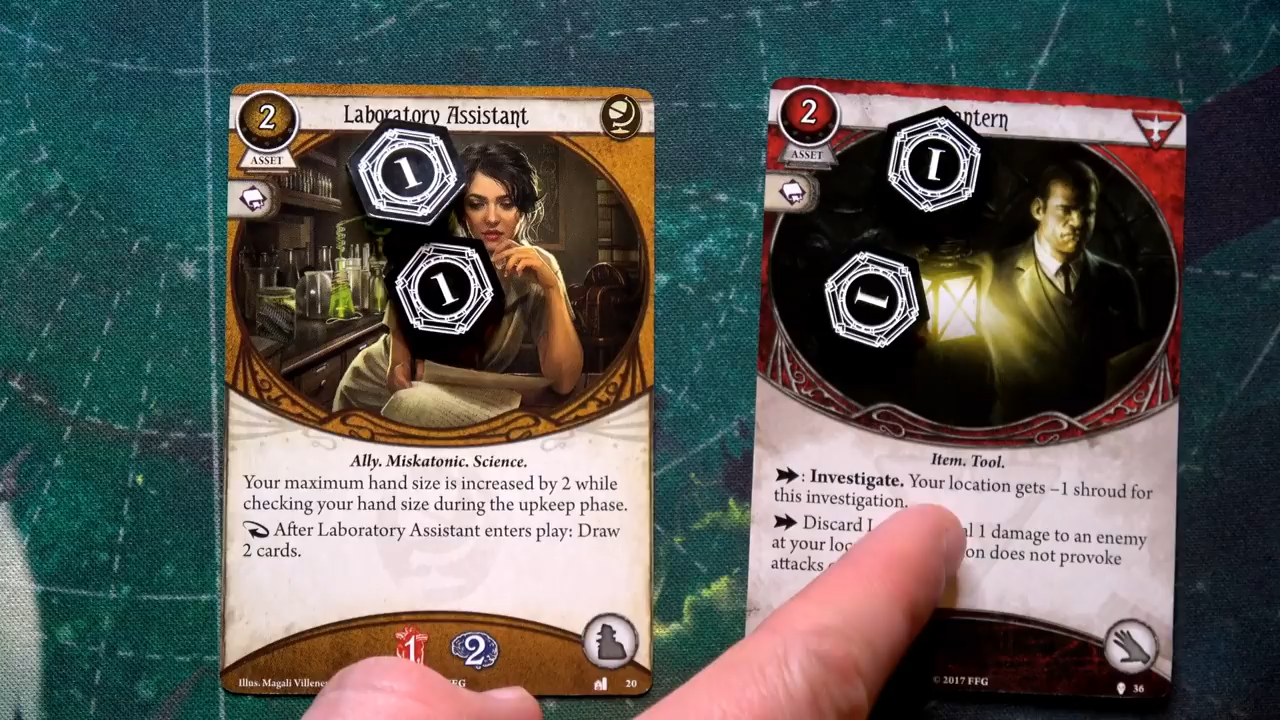 2
Laboratory Assistant
ASSET
1
1
Ally. Miskatonic. Science.
Your maximum hand size is increased by 2 while
checking your hand size during the upkeep phase.
After Laboratory Assistant enters play: Draw
2 cards.
1 2
Illus. Magali Villene
FFG
20
2
antern
ASSET
1
1
Item. Tool.
: Investigate. Your location gets –1 shroud for
this investigation.
Discard 1 damage to an enemy
at your does not provoke
attacks
© 2017 FFG
36